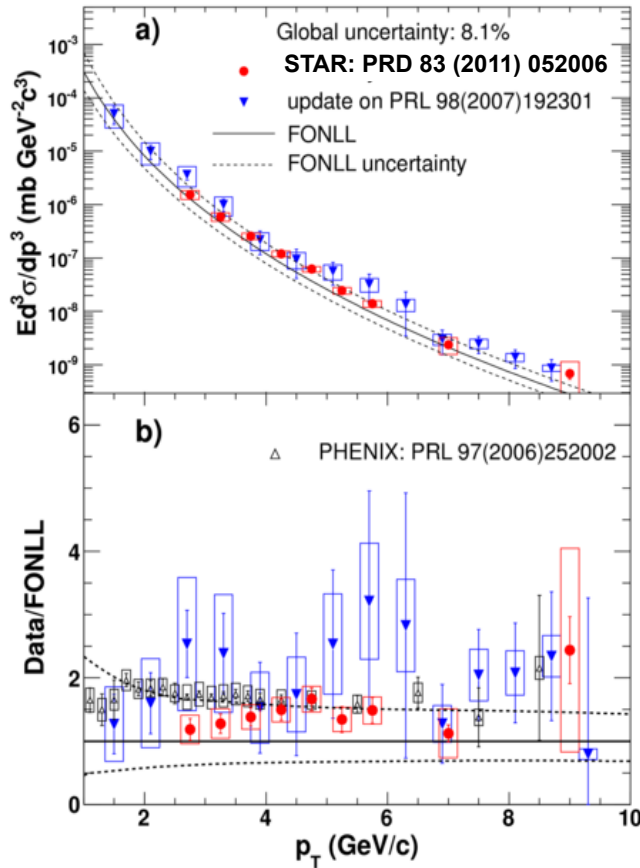 a) Global uncertainty: 8.1%
STAR: PRD 83 (2011) 052006
update on PRL 98(2007)192301
FONLL
FONLL uncertainty
Ed³σ/dp³ (mb GeV⁻²c³)
10⁻³
10⁻⁴
10⁻⁵
10⁻⁶
10⁻⁷
10⁻⁸
10⁻⁹
b)
PHENIX: PRL 97(2006)252002
Data/FONLL
6
4
2
0
2 4 6 8 10
p_T (GeV/c)